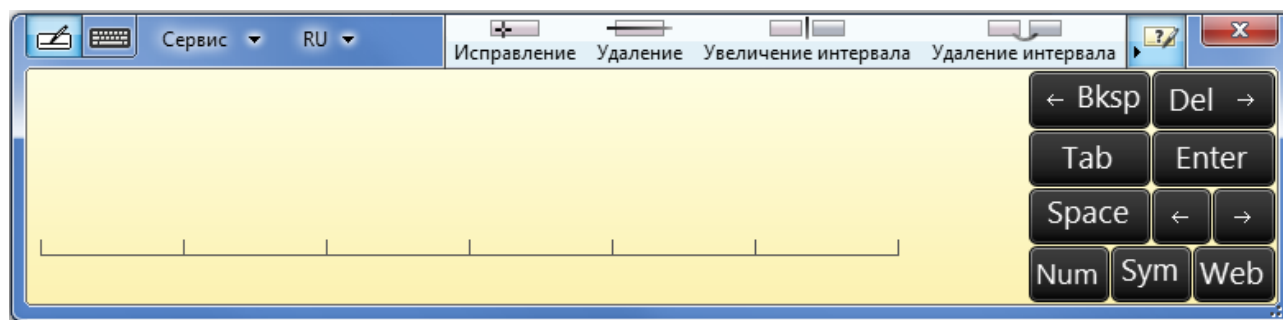 Сервис RU Исправление Удаление Увеличение интервала Удаление интервала x
← Bksp Del →
Tab Enter
Space ← →
Num Sym Web